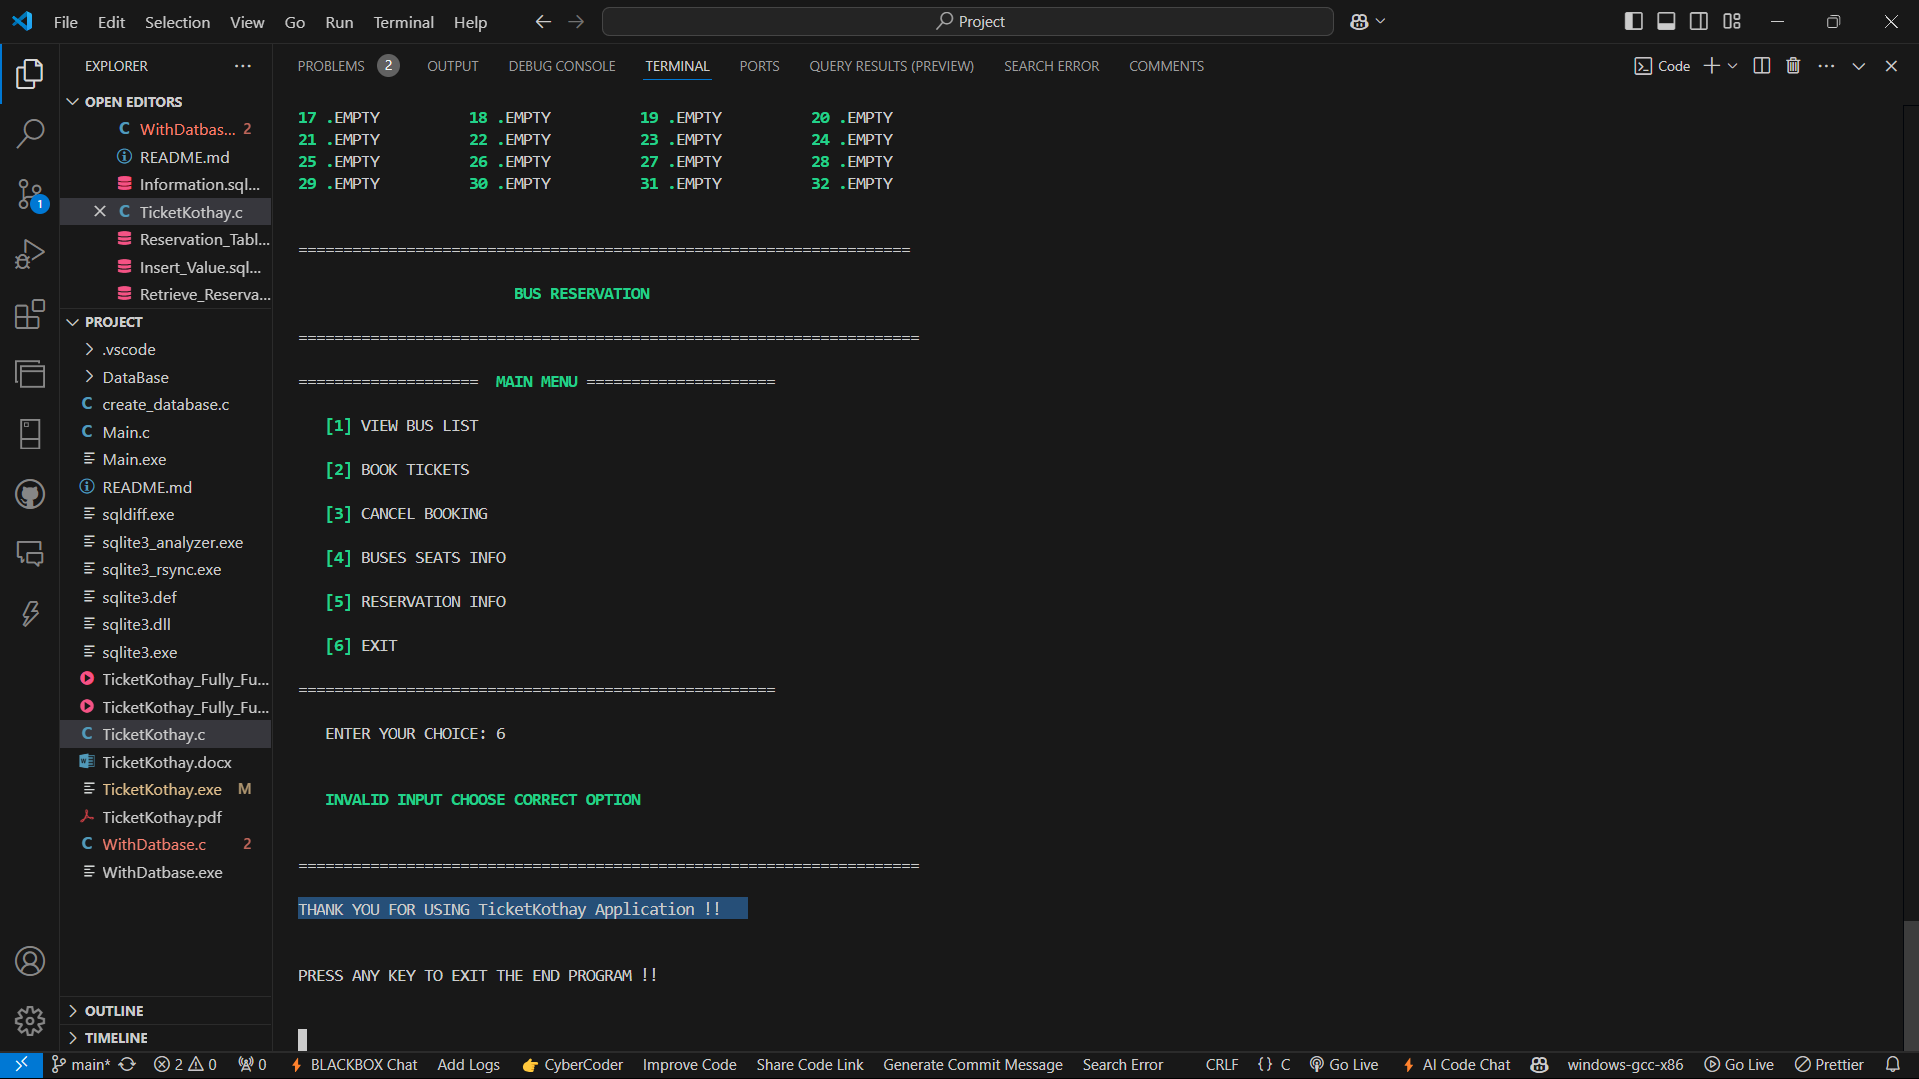 File Edit Selection View Go Run Terminal Help Project
EXPLORER
OPEN EDITORS
WithDatbas... 2
README.md
Information.sql...
TicketKothay.c
Reservation_Tabl...
Insert_Value.sql...
Retrieve_Reserva...
PROJECT
.vscode
DataBase
create_database.c
Main.c
Main.exe
README.md
sqldiff.exe
sqlite3_analyzer.exe
sqlite3_rsync.exe
sqlite3.def
sqlite3.dll
sqlite3.exe
TicketKothay_Fully_Fu...
TicketKothay_Fully_Fu...
TicketKothay.c
TicketKothay.docx
TicketKothay.exe M
TicketKothay.pdf
WithDatbase.c 2
WithDatbase.exe
OUTLINE
TIMELINE
1
PROBLEMS 2 OUTPUT DEBUG CONSOLE TERMINAL PORTS QUERY RESULTS (PREVIEW) SEARCH ERROR COMMENTS Code
17 .EMPTY 18 .EMPTY 19 .EMPTY 20 .EMPTY
21 .EMPTY 22 .EMPTY 23 .EMPTY 24 .EMPTY
25 .EMPTY 26 .EMPTY 27 .EMPTY 28 .EMPTY
29 .EMPTY 30 .EMPTY 31 .EMPTY 32 .EMPTY
====================================================================
BUS RESERVATION
=====================================================================
==================== MAIN MENU =====================
[1] VIEW BUS LIST
[2] BOOK TICKETS
[3] CANCEL BOOKING
[4] BUSES SEATS INFO
[5] RESERVATION INFO
[6] EXIT
=====================================================
ENTER YOUR CHOICE: 6
INVALID INPUT CHOOSE CORRECT OPTION
=====================================================================
THANK YOU FOR USING TicketKothay Application !!
PRESS ANY KEY TO EXIT THE END PROGRAM !!
main* 2 0 0 BLACKBOX Chat Add Logs CyberCoder Improve Code Share Code Link Generate Commit Message Search Error CRLF {} C Go Live AI Code Chat windows-gcc-x86 Go Live Prettier